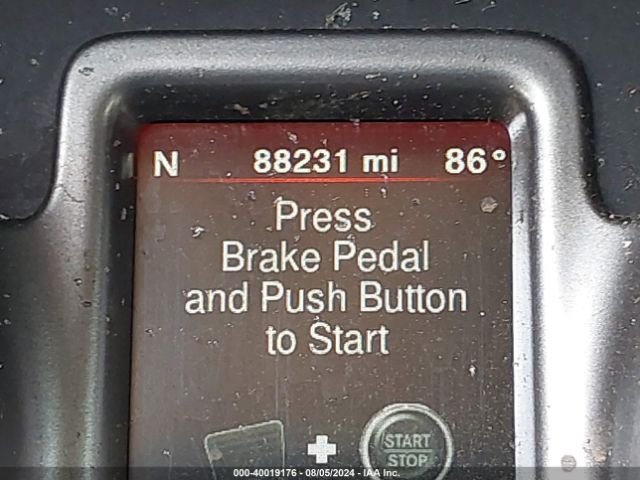 N 88231 mi 86°
Press
Brake Pedal
and Push Button
to Start
START
STOP
000-40019176 - 08/05/2024 - IAA Inc.